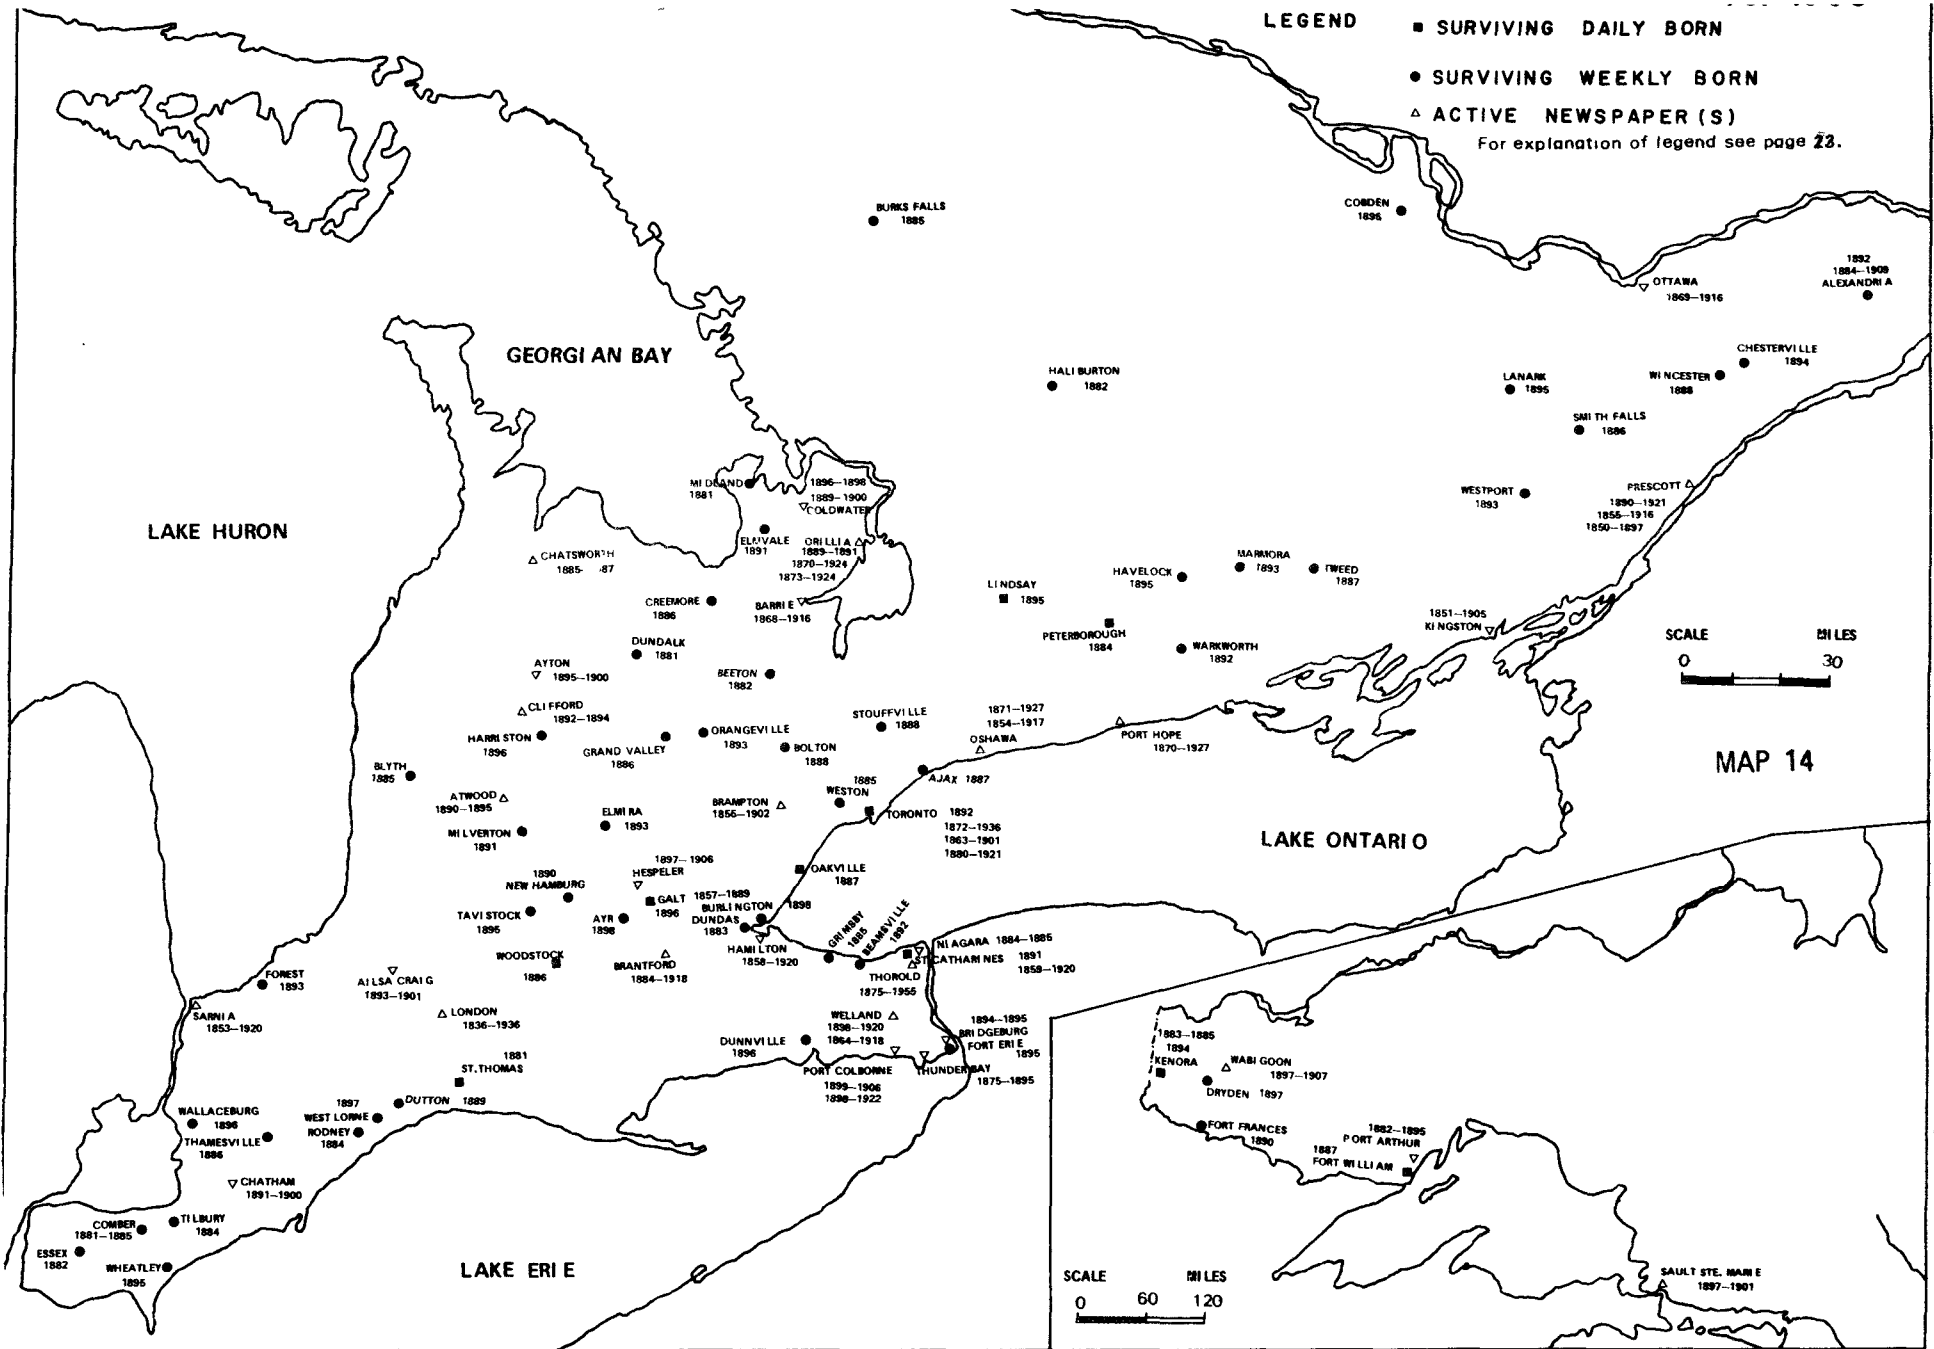 LEGEND
■ SURVIVING DAILY BORN
● SURVIVING WEEKLY BORN
△ ACTIVE NEWSPAPER(S)
For explanation of legend see page 23.
BURKS FALLS
1885
COBDEN
1896
1892
1884-1909
ALEXANDRIA
OTTAWA
1869-1916
GEORGIAN BAY
HALIBURTON
1882
CHESTERVILLE
1894
WINCESTER
1888
LANARK
1895
SMITH FALLS
1886
LAKE HURON
MIDLAND
1881
1896-1898
1889-1900
COLDWATER
WESTPORT
1893
PRESCOTT
1890-1921
1855-1916
1850-1897
ELMVALE
1891
ORILLIA
1889-1891
1870-1924
1873-1924
CHATSWORTH
1885-
87
CREEMORE
1886
BARRIE
1868-1916
LINDSAY
1895
HAVELOCK
1895
MARMORA
1893
TWEED
1887
PETERBOROUGH
1884
WARKWORTH
1892
1851-1905
KINGSTON
SCALE MILES
0 30
DUNDALK
1881
AYTON
1895-1900
BEETON
1882
CLIFFORD
1892-1894
HARRISTON
1896
GRAND VALLEY
1886
ORANGEVILLE
1893
STOUFFVILLE
1888
BOLTON
1888
1871-1927
1854-1917
OSHAWA
PORT HOPE
1870-1927
MAP 14
BLYTH
1885
AJAX 1887
ATWOOD
1890-1895
BRAMPTON
1855-1902
1885
WESTON
MILVERTON
1891
ELMIRA
1893
TORONTO 1892
1872-1936
1863-1901
1880-1921
LAKE ONTARIO
1897-1906
HESPELER
OAKVILLE
1887
1890
NEW HAMBURG
TAVISTOCK
1895
AYR
1898
GALT 1857-1889
1896
BURLINGTON 1898
DUNDAS
1883
HAMILTON
1858-1920
GRIMSBY
1885
BEAMSVILLE
1892
NIAGARA 1884-1885
ST.CATHARINES 1891
1859-1920
THOROLD
1875-1955
WOODSTOCK
1886
BRANTFORD
1884-1918
FOREST
1893
AILSA CRAIG
1893-1901
SARNIA
1853-1920
LONDON
1836-1936
WELLAND
1898-1920
1864-1918
1894-1895
BRIDGEBURG
FORT ERIE
1895
DUNNVILLE
1896
PORT COLBORNE
1899-1906
1898-1922
THUNDER BAY
1875-1895
1881
ST.THOMAS
DUTTON 1889
1897
WEST LORNE
RODNEY
1884
WALLACEBURG
1896
THAMESVILLE
1886
CHATHAM
1891-1900
TILBURY
1884
COMBER
1881-1885
ESSEX
1882
WHEATLEY
1895
LAKE ERIE
1883-1885
1894
KENORA
WABIGOON
1897-1907
DRYDEN 1897
FORT FRANCES
1890
1882-1895
PORT ARTHUR
1887
FORT WILLIAM
SAULT STE. MARIE
1897-1901
SCALE MILES
0 60 120